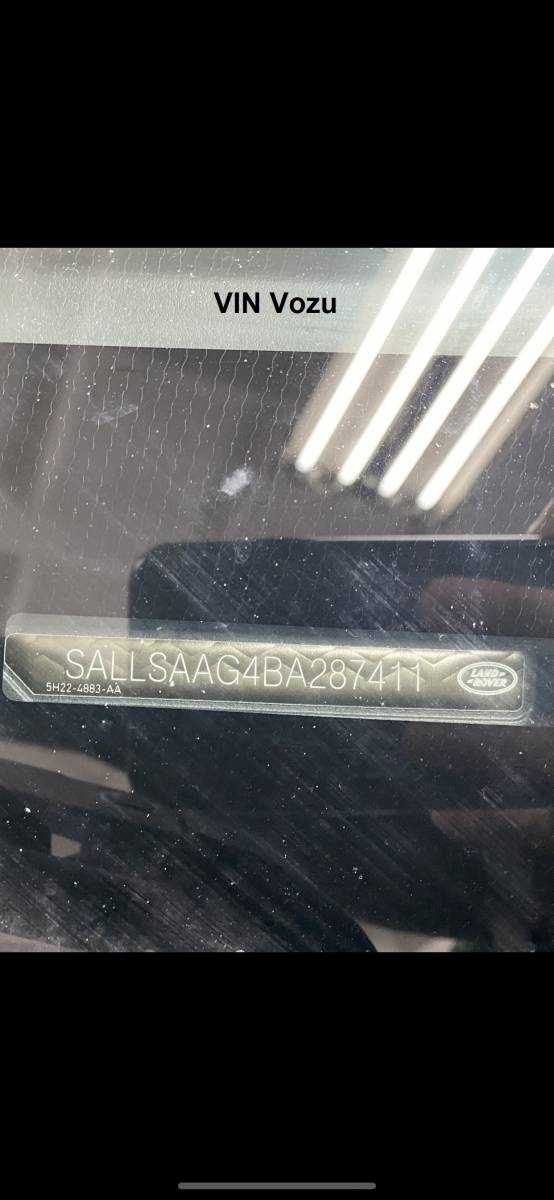 VIN Vozu
SALLSAAG4BA287411
5H22-4883-AA
LAND
ROVER